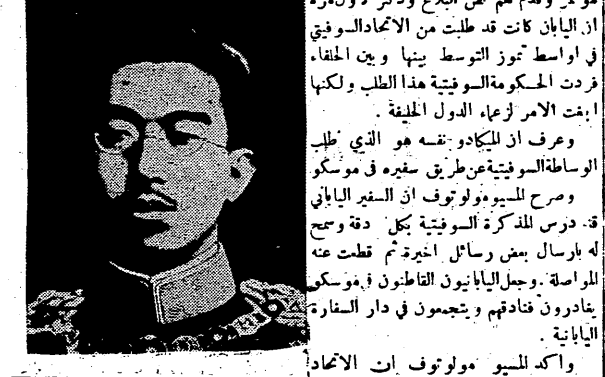 وقدم لهم نص البلاغ وذكر
ان اليابان كانت قد طلبت من الاتحاد السوفيتي
في اواسط تموز التوسط بينها وبين الحلفاء
فردت الحكومة السوفيتية هذا الطلب ولكنها
ابلغت الامر لزعماء الدول الحليفة .
وعرف ان الميكادو نفسه هو الذي طلب
الوساطة السوفيتية عن طريق سفيره في موسكو
وصرح المسيو مولوتوف ان السفير الياباني
قد درس المذكرة السوفيتية بكل دقة وسمح
له بارسال بعض رسائل اخيرة ثم قطعت عنه
المواصلة . وجعل اليابانيون القاطنون في موسكو
يغادرون فنادقهم ويتجمعون في دار السفارة
اليابانية .
واكد المسيو مولوتوف ان الاتحاد